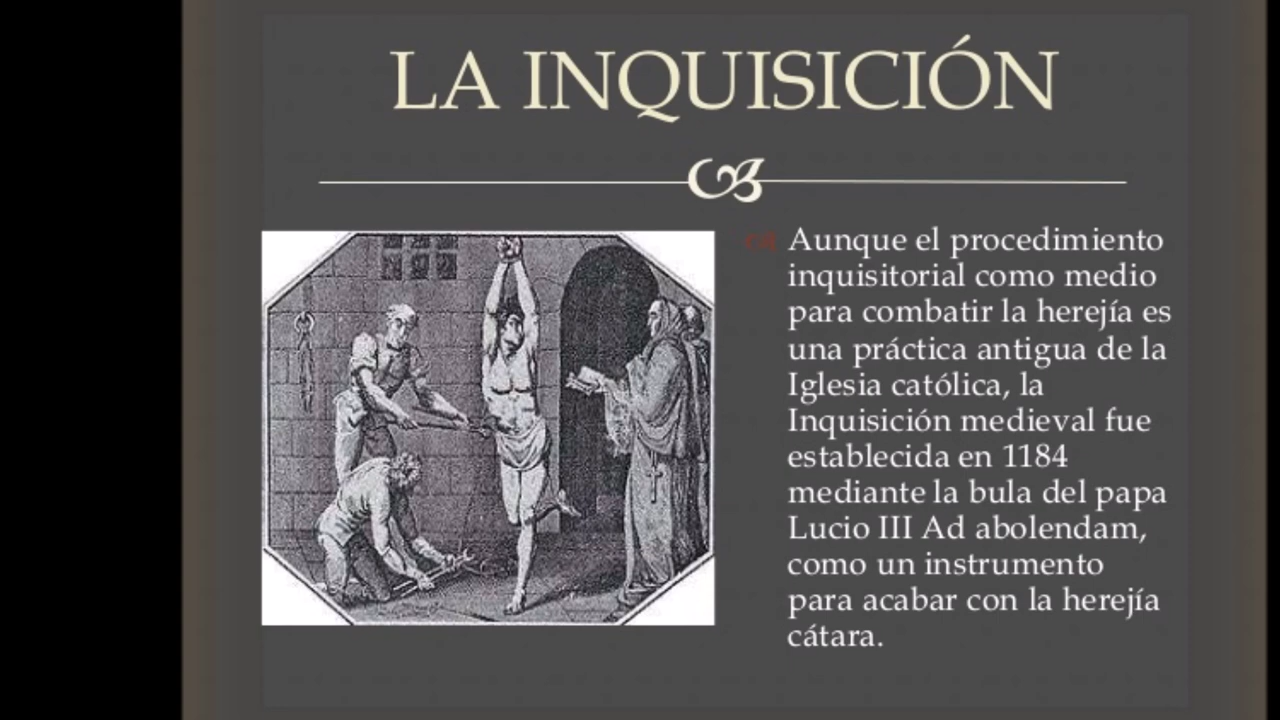 LA INQUISICIÓN
Aunque el procedimiento
inquisitorial como medio
para combatir la herejía es
una práctica antigua de la
Iglesia católica, la
Inquisición medieval fue
establecida en 1184
mediante la bula del papa
Lucio III Ad abolendam,
como un instrumento
para acabar con la herejía
cátara.